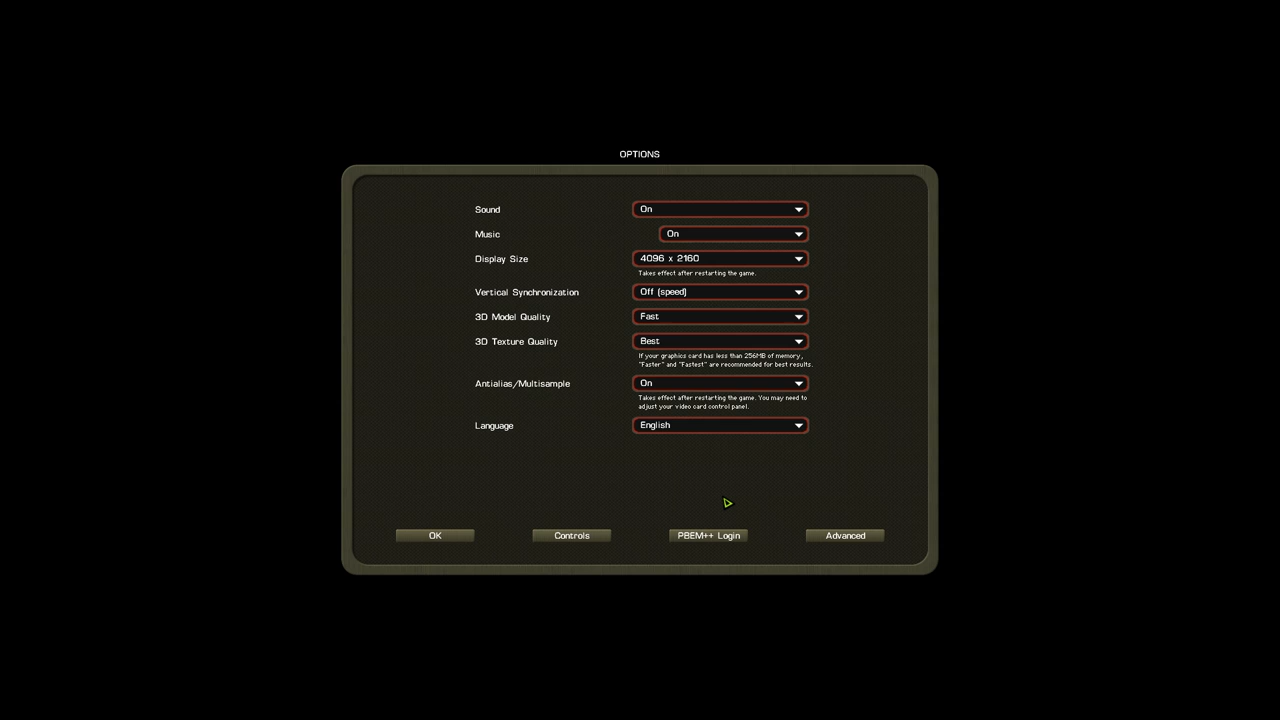 OPTIONS
Sound On
Music On
Display Size 4096 x 2160
Takes effect after restarting the game.
Vertical Synchronization Off (speed)
3D Model Quality Fast
3D Texture Quality Best
If your graphics card has less than 256MB of memory,
"Faster" and "Fastest" are recommended for best results.
Antialias/Multisample On
Takes effect after restarting the game. You may need to
adjust your video card control panel.
Language English
OK Controls PBEM++ Login Advanced